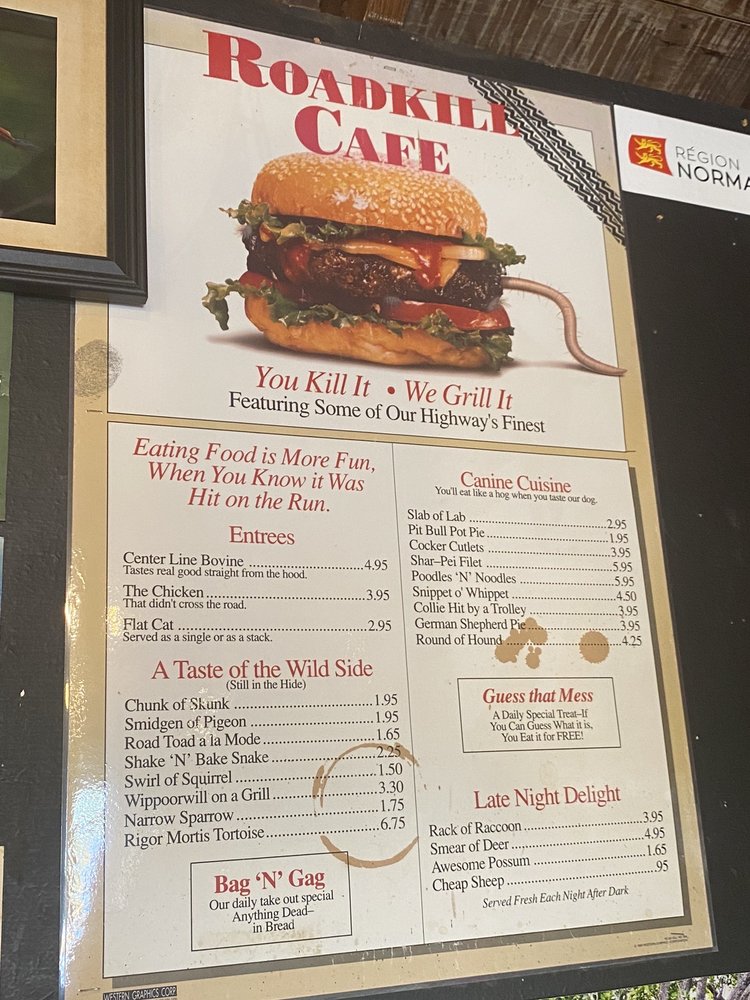 ROADKILL
CAFE
RÉGION
NORMA
You Kill It • We Grill It
Featuring Some of Our Highway's Finest
Eating Food is More Fun,
When You Know it Was
Hit on the Run.
Entrees
Center Line Bovine ........ 4.95
Tastes real good straight from the hood.
The Chicken ........ 3.95
That didn't cross the road.
Flat Cat ........ 2.95
Served as a single or as a stack.
A Taste of the Wild Side
(Still in the Hide)
Chunk of Skunk ........ 1.95
Smidgen of Pigeon ........ 1.95
Road Toad a la Mode ........ 1.65
Shake 'N' Bake Snake ........ 2.25
Swirl of Squirrel ........ 1.50
Wippoorwill on a Grill ........ 3.30
Narrow Sparrow ........ 1.75
Rigor Mortis Tortoise ........ 6.75
Bag 'N' Gag
Our daily take out special
Anything Dead–
in Bread
Canine Cuisine
You'll eat like a hog when you taste our dog.
Slab of Lab ........ 2.95
Pit Bull Pot Pie ........ 1.95
Cocker Cutlets ........ 3.95
Shar–Pei Filet ........ 5.95
Poodles 'N' Noodles ........ 5.95
Snippet o' Whippet ........ 4.50
Collie Hit by a Trolley ........ 3.95
German Shepherd Pie ........ 3.95
Round of Hound ........ 4.25
Guess that Mess
A Daily Special Treat–If
You Can Guess What it is,
You Eat it for FREE!
Late Night Delight
Rack of Raccoon ........ 3.95
Smear of Deer ........ 4.95
Awesome Possum ........ 1.65
Cheap Sheep ........ .95
Served Fresh Each Night After Dark
WESTERN GRAPHICS CORP